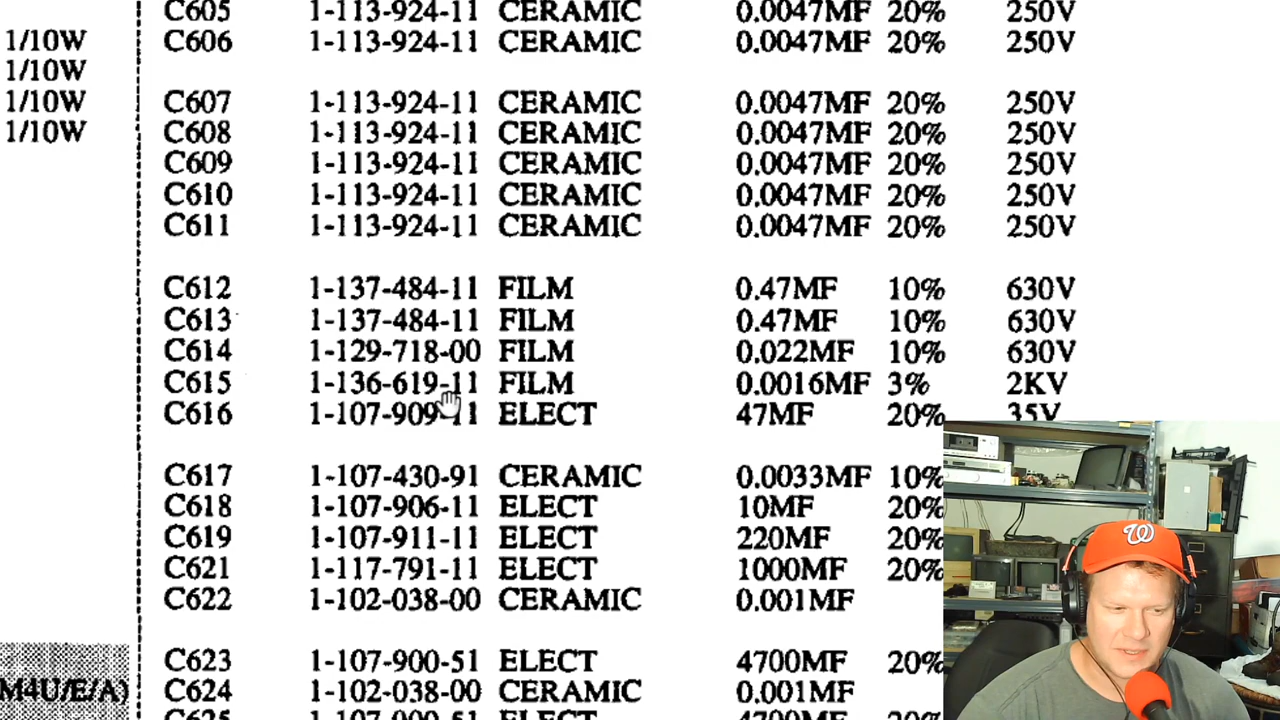 C605 1-113-924-11 CERAMIC 0.0047MF 20% 250V
1/10W C606 1-113-924-11 CERAMIC 0.0047MF 20% 250V
1/10W
1/10W C607 1-113-924-11 CERAMIC 0.0047MF 20% 250V
1/10W C608 1-113-924-11 CERAMIC 0.0047MF 20% 250V
C609 1-113-924-11 CERAMIC 0.0047MF 20% 250V
C610 1-113-924-11 CERAMIC 0.0047MF 20% 250V
C611 1-113-924-11 CERAMIC 0.0047MF 20% 250V
C612 1-137-484-11 FILM 0.47MF 10% 630V
C613 1-137-484-11 FILM 0.47MF 10% 630V
C614 1-129-718-00 FILM 0.022MF 10% 630V
C615 1-136-619-11 FILM 0.0016MF 3% 2KV
C616 1-107-909-11 ELECT 47MF 20% 35V
C617 1-107-430-91 CERAMIC 0.0033MF 10%
C618 1-107-906-11 ELECT 10MF 20%
C619 1-107-911-11 ELECT 220MF 20%
C621 1-117-791-11 ELECT 1000MF 20%
C622 1-102-038-00 CERAMIC 0.001MF
C623 1-107-900-51 ELECT 4700MF 20%
M4U/E/A) C624 1-102-038-00 CERAMIC 0.001MF
W